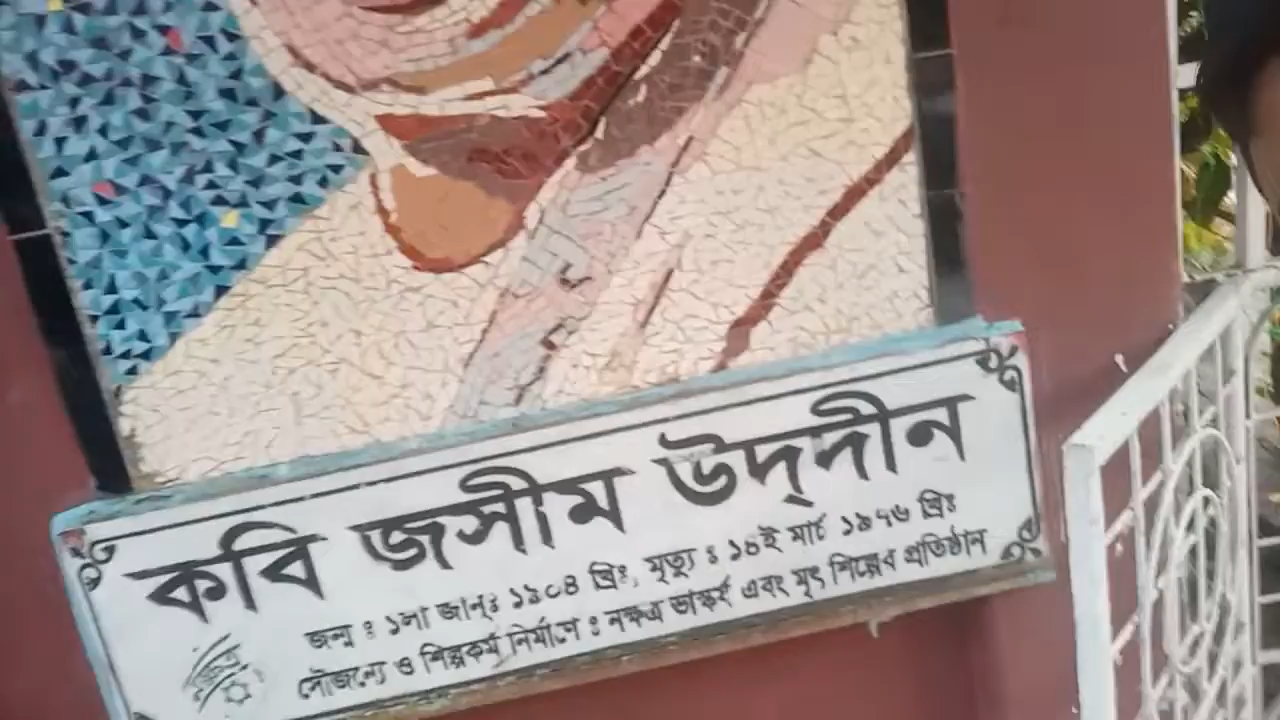 কবি জসীম উদ্‌দীন
জন্ম ঃ ১লা জানুঃ ১৯০৪ খ্রিঃ, মৃত্যু ঃ ১৪ই মার্চ ১৯৭৬ খ্রিঃ
সৌজন্যে ও শিল্পকর্ম নির্মাণে ঃ নক্ষত্র ভাস্কর্য এবং মৃৎ শিল্পের প্রতিষ্ঠান